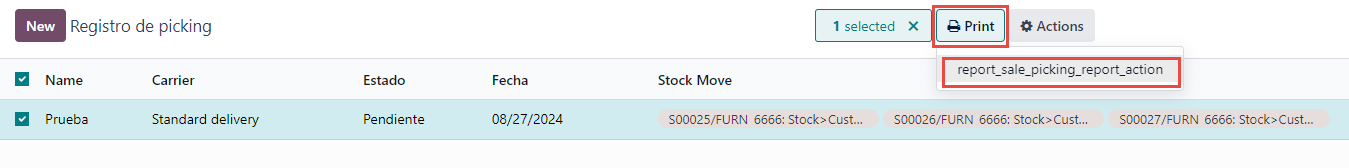 New Registro de picking 1 selected × Print Actions
report_sale_picking_report_action
Name Carrier Estado Fecha Stock Move
Prueba Standard delivery Pendiente 08/27/2024 S00025/FURN_6666: Stock>Cust... S00026/FURN_6666: Stock>Cust... S00027/FURN_6666: Stock>Cust...